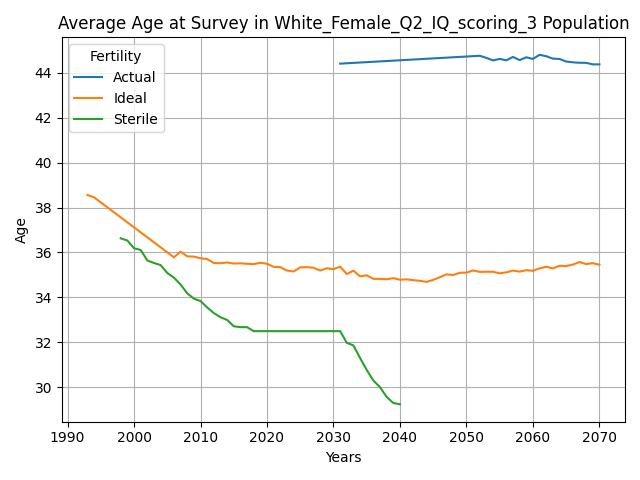 Average Age at Survey in White_Female_Q2_IQ_scoring_3 Population
Fertility
Actual
Ideal
Sterile
Age
44
42
40
38
36
34
32
30
1990 2000 2010 2020 2030 2040 2050 2060 2070
Years